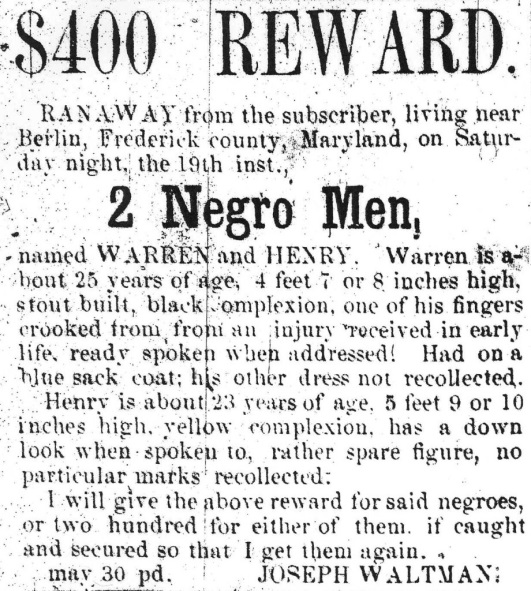 $400 REWARD.
RANAWAY from the subscriber, living near
Berlin, Frederick county, Maryland, on Satur-
day night, the 19th inst.,
2 Negro Men,
named WARREN and HENRY. Warren is a-
bout 25 years of age, 4 feet 7 or 8 inches high,
stout built, black complexion, one of his fingers
crooked from, from an injury received in early
life, ready spoken when addressed! Had on a
blue sack coat; his other dress not recollected.
Henry is about 23 years of age, 5 feet 9 or 10
inches high, yellow complexion, has a down
look when spoken to, rather spare figure, no
particular marks recollected:
I will give the above reward for said negroes,
or two hundred for either of them, if caught
and secured so that I get them again.
may 30 pd. JOSEPH WALTMAN: